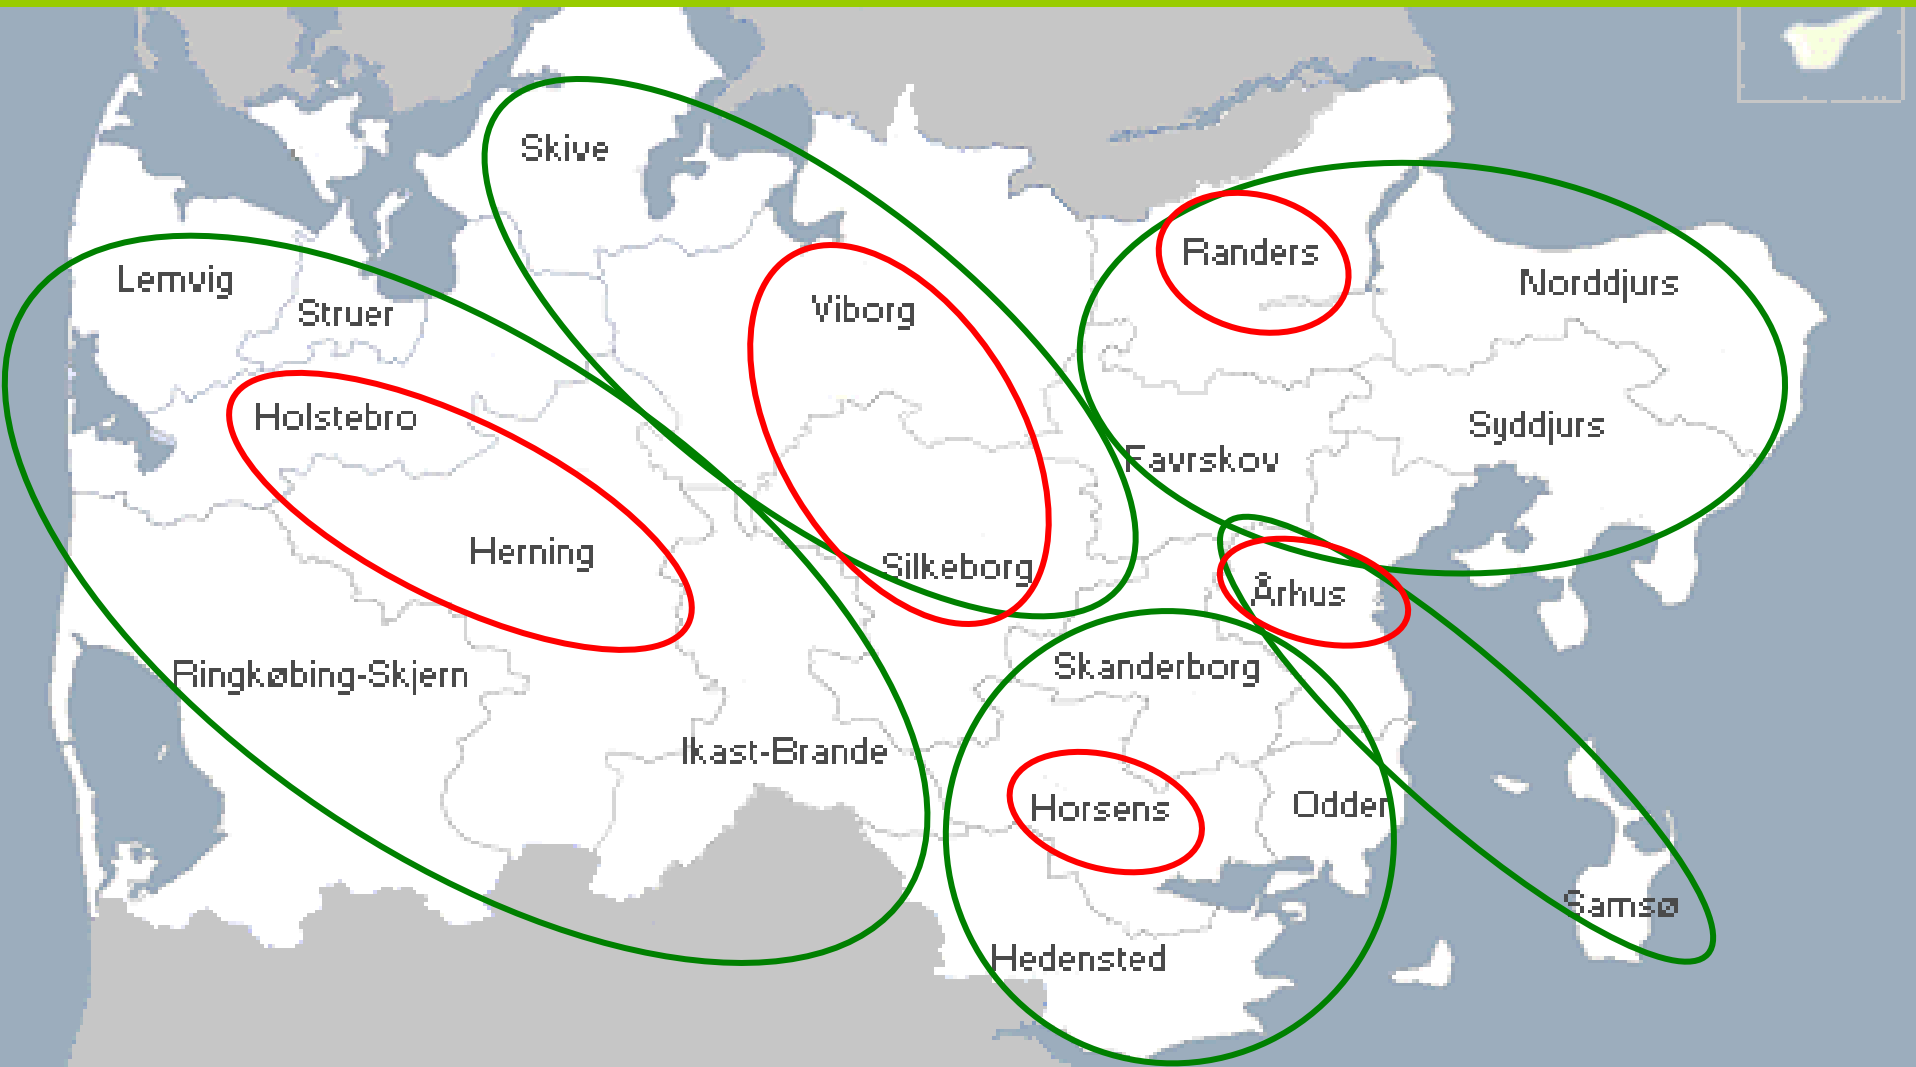 Skive
Randers
Lemvig
Norddjurs
Struer
Viborg
Holstebro
Syddjurs
Favrskov
Herning
Silkeborg
Århus
Skanderborg
Ringkøbing-Skjern
Ikast-Brande
Horsens
Odder
Samsø
Hedensted